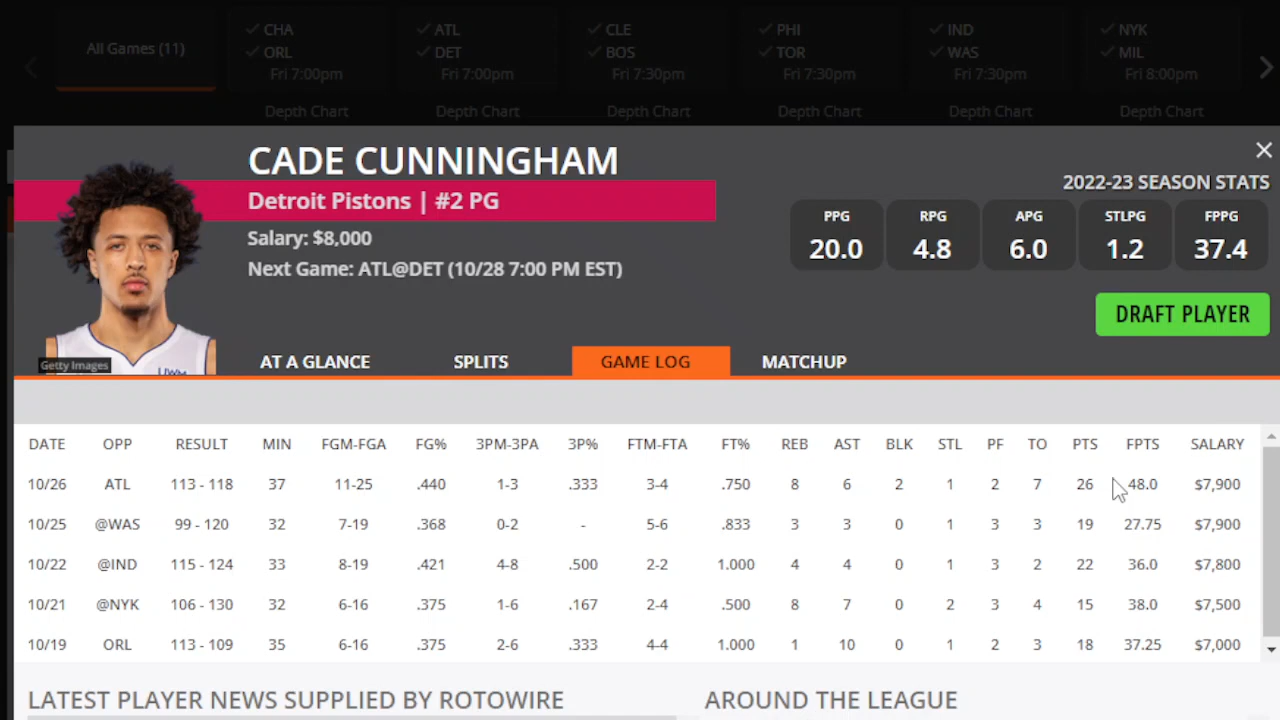 All Games (11)
CHA
ORL
Fri 7:00pm
Depth Chart
ATL
DET
Fri 7:00pm
Depth Chart
CLE
BOS
Fri 7:30pm
Depth Chart
PHI
TOR
Fri 7:30pm
Depth Chart
IND
WAS
Fri 7:30pm
Depth Chart
NYK
MIL
Fri 8:00pm
Depth Chart
CADE CUNNINGHAM
Detroit Pistons | #2 PG
Salary: $8,000
Next Game: ATL@DET (10/28 7:00 PM EST)
2022-23 SEASON STATS
PPG RPG APG STLPG FPPG
20.0 4.8 6.0 1.2 37.4
DRAFT PLAYER
Getty Images
UWM
AT A GLANCE SPLITS GAME LOG MATCHUP
DATE OPP RESULT MIN FGM-FGA FG% 3PM-3PA 3P% FTM-FTA FT% REB AST BLK STL PF TO PTS FPTS SALARY
10/26 ATL 113 - 118 37 11-25 .440 1-3 .333 3-4 .750 8 6 2 1 2 7 26 48.0 $7,900
10/25 @WAS 99 - 120 32 7-19 .368 0-2 - 5-6 .833 3 3 0 1 3 3 19 27.75 $7,900
10/22 @IND 115 - 124 33 8-19 .421 4-8 .500 2-2 1.000 4 4 0 1 3 2 22 36.0 $7,800
10/21 @NYK 106 - 130 32 6-16 .375 1-6 .167 2-4 .500 8 7 0 2 3 4 15 38.0 $7,500
10/19 ORL 113 - 109 35 6-16 .375 2-6 .333 4-4 1.000 1 10 0 1 2 3 18 37.25 $7,000
LATEST PLAYER NEWS SUPPLIED BY ROTOWIRE
AROUND THE LEAGUE